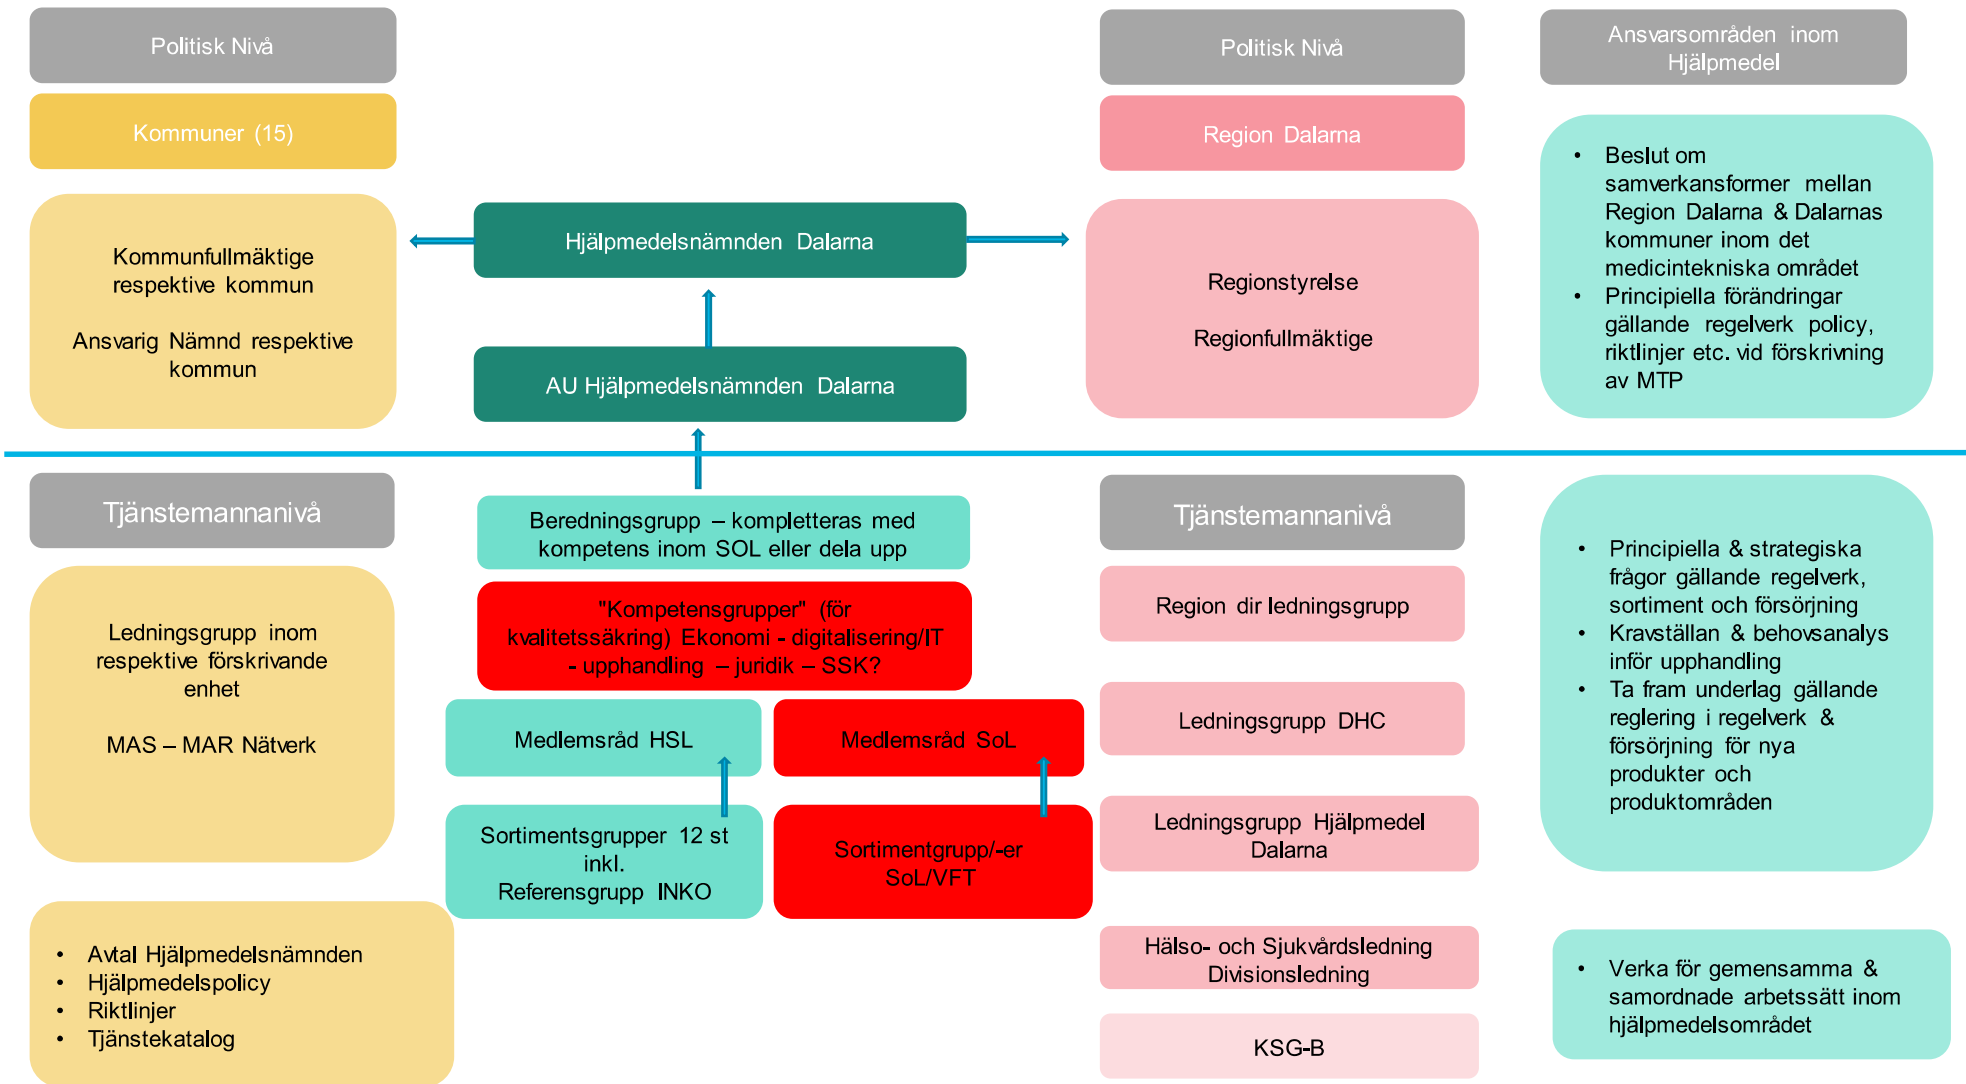 Politisk Nivå
Kommuner (15)
Kommunfullmäktige
respektive kommun
Ansvarig Nämnd respektive
kommun
Hjälpmedelsnämnden Dalarna
AU Hjälpmedelsnämnden Dalarna
Politisk Nivå
Region Dalarna
Regionstyrelse
Regionfullmäktige
Ansvarsområden inom
Hjälpmedel
• Beslut om
samverkansformer mellan
Region Dalarna & Dalarnas
kommuner inom det
medicintekniska området
• Principiella förändringar
gällande regelverk policy,
riktlinjer etc. vid förskrivning
av MTP
Tjänstemannanivå
Ledningsgrupp inom
respektive förskrivande
enhet
MAS – MAR Nätverk
• Avtal Hjälpmedelsnämnden
• Hjälpmedelspolicy
• Riktlinjer
• Tjänstekatalog
Beredningsgrupp – kompletteras med
kompetens inom SOL eller dela upp
"Kompetensgrupper" (för
kvalitetssäkring) Ekonomi - digitalisering/IT
- upphandling – juridik – SSK?
Medlemsråd HSL
Medlemsråd SoL
Sortimentsgrupper 12 st
inkl.
Referensgrupp INKO
Sortimentgrupp/-er
SoL/VFT
Tjänstemannanivå
Region dir ledningsgrupp
Ledningsgrupp DHC
Ledningsgrupp Hjälpmedel
Dalarna
Hälso- och Sjukvårdsledning
Divisionsledning
KSG-B
• Principiella & strategiska
frågor gällande regelverk,
sortiment och försörjning
• Kravställan & behovsanalys
inför upphandling
• Ta fram underlag gällande
reglering i regelverk &
försörjning för nya
produkter och
produktområden
• Verka för gemensamma &
samordnade arbetssätt inom
hjälpmedelsområdet